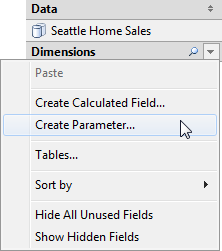 Data
Seattle Home Sales
Dimensions
Paste
Create Calculated Field...
Create Parameter...
Tables...
Sort by
Hide All Unused Fields
Show Hidden Fields